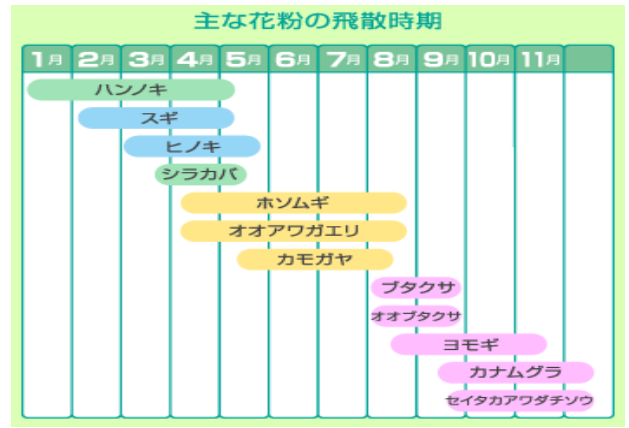 主な花粉の飛散時期
1月 2月 3月 4月 5月 6月 7月 8月 9月 10月 11月
ハンノキ
スギ
ヒノキ
シラカバ
ホソムギ
オオアワガエリ
カモガヤ
ブタクサ
オオブタクサ
ヨモギ
カナムグラ
セイタカアワダチソウ